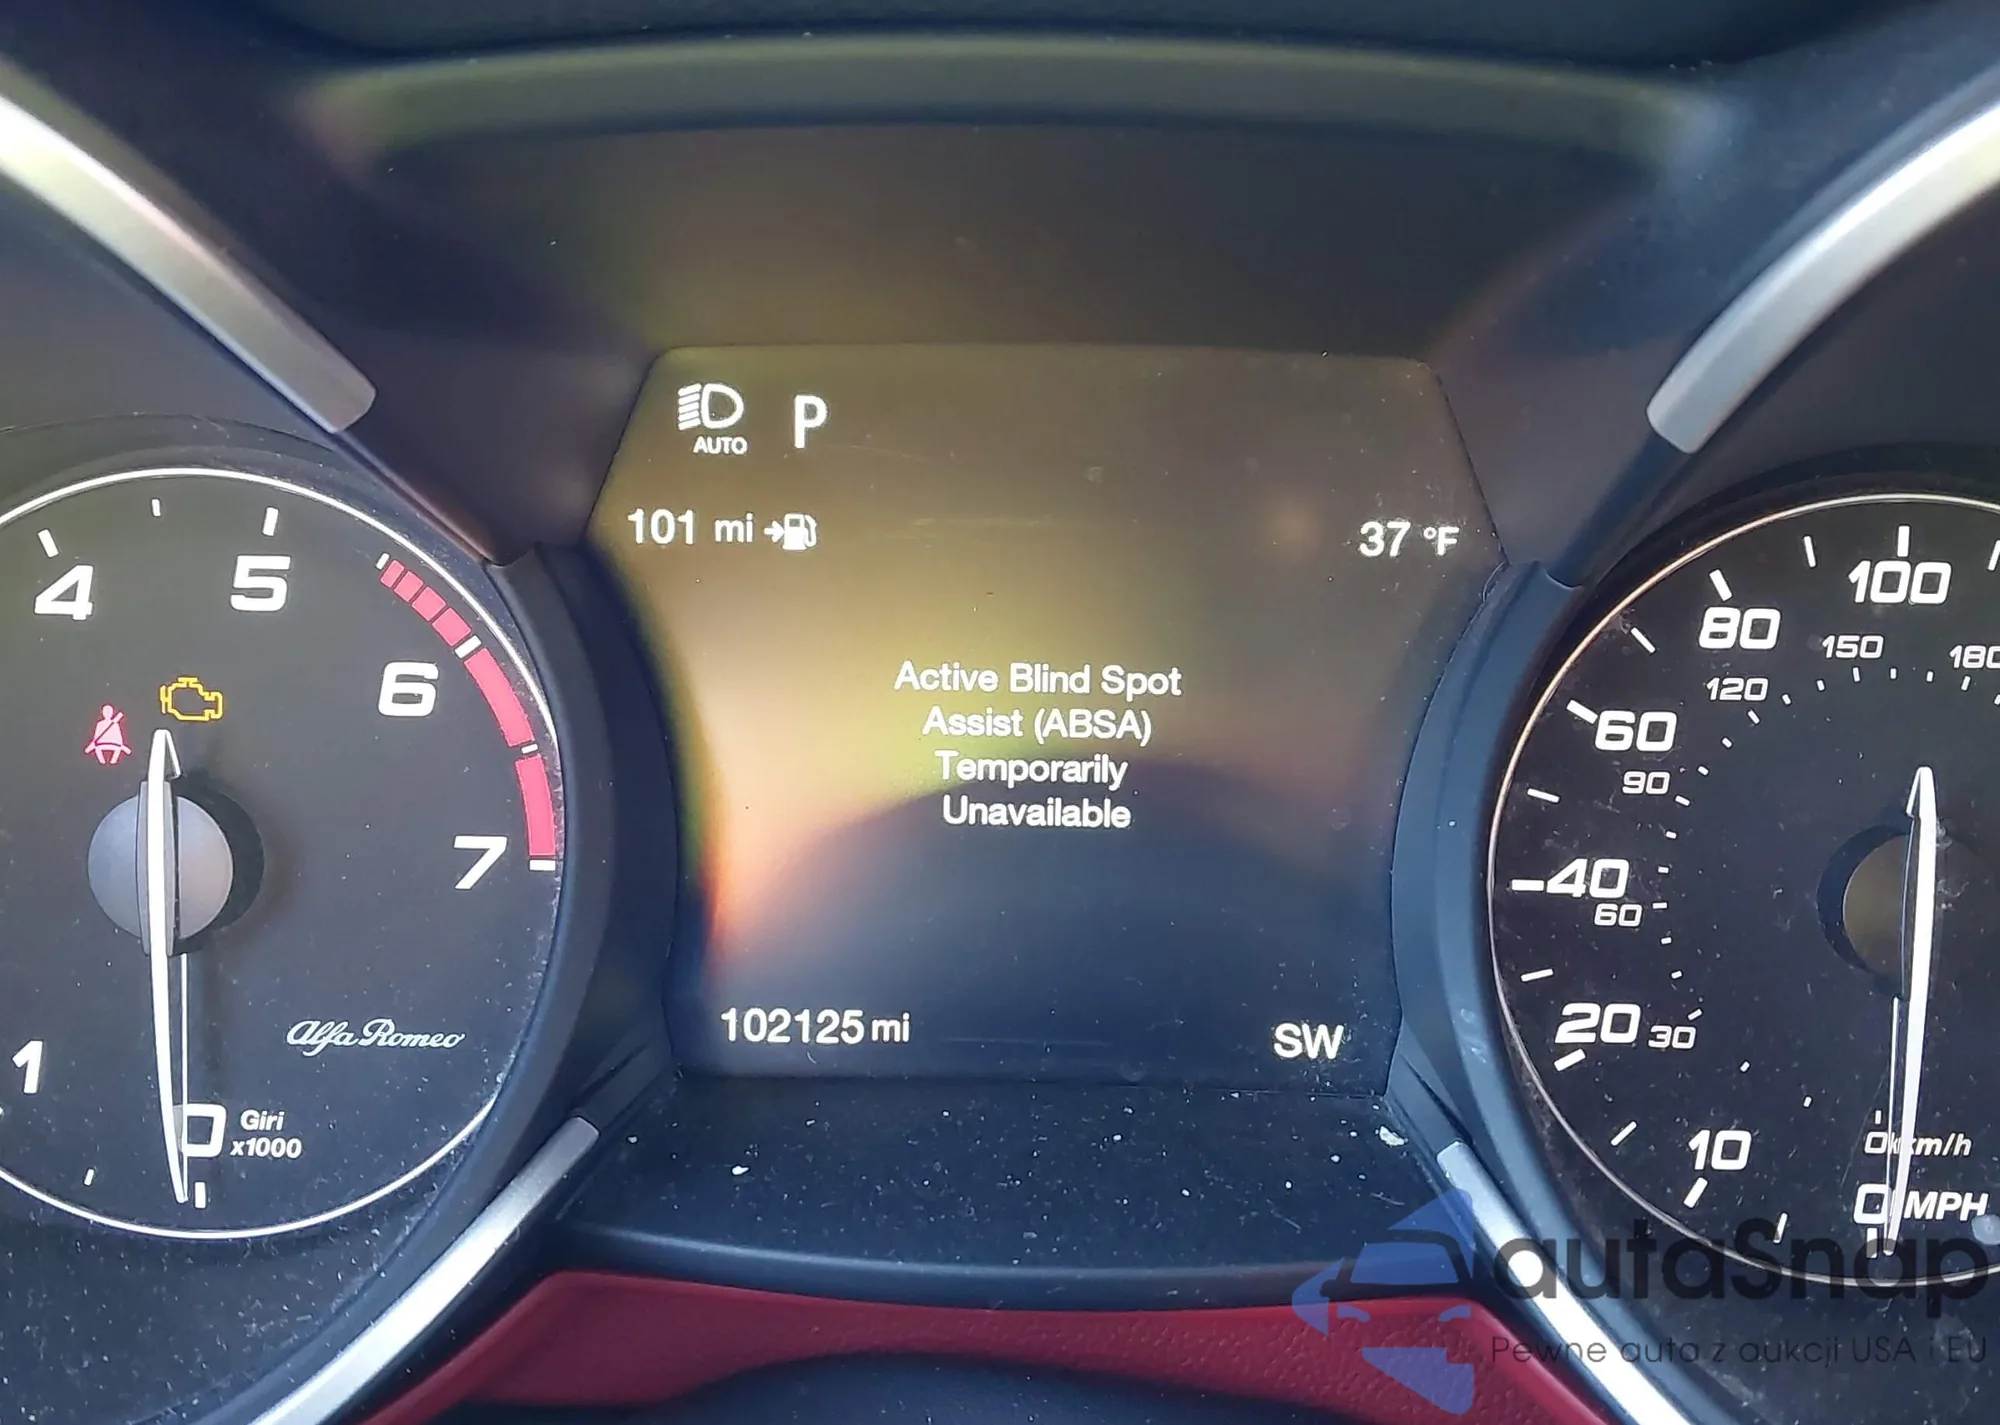 AUTO
P
101 mi
37 °F
Active Blind Spot
Assist (ABSA)
Temporarily
Unavailable
102125 mi
SW
4
5
6
7
1
0
Giri
x1000
Alfa Romeo
100
80
150
180
120
60
90
40
60
20
30
10
0 km/h
0 MPH
autaSnap
Pewne auta z aukcji USA i EU